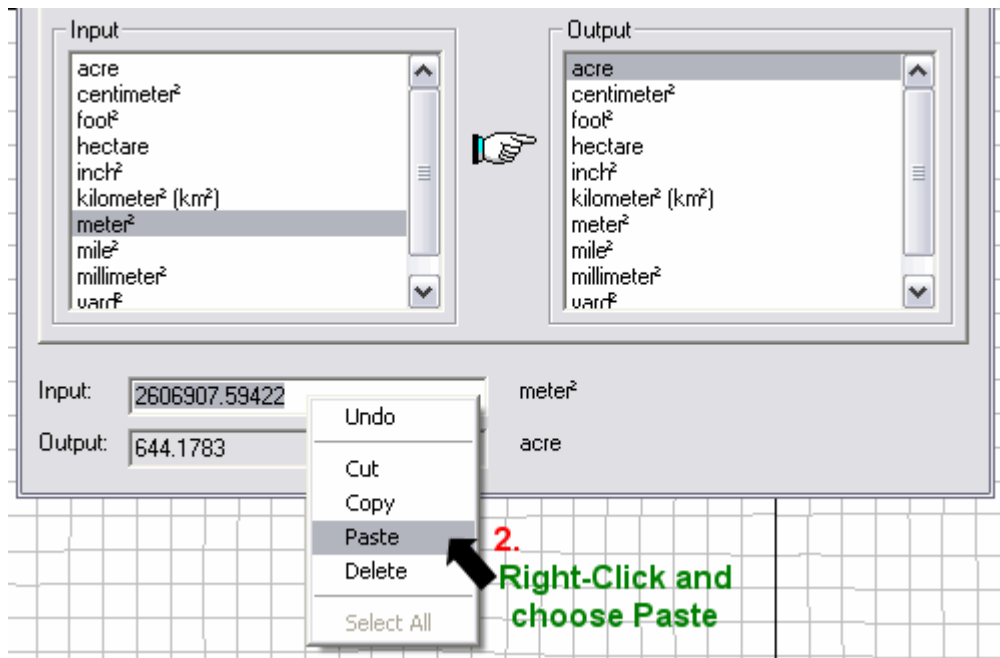 Input
acre
centimeter²
foot²
hectare
inch²
kilometer² (km²)
meter²
mile²
millimeter²
yard²
Output
acre
centimeter²
foot²
hectare
inch²
kilometer² (km²)
meter²
mile²
millimeter²
yard²
Input: 2606907.59422 meter²
Output: 644.1783 acre
Undo
Cut
Copy
Paste
Delete
Select All
2.
Right-Click and
choose Paste